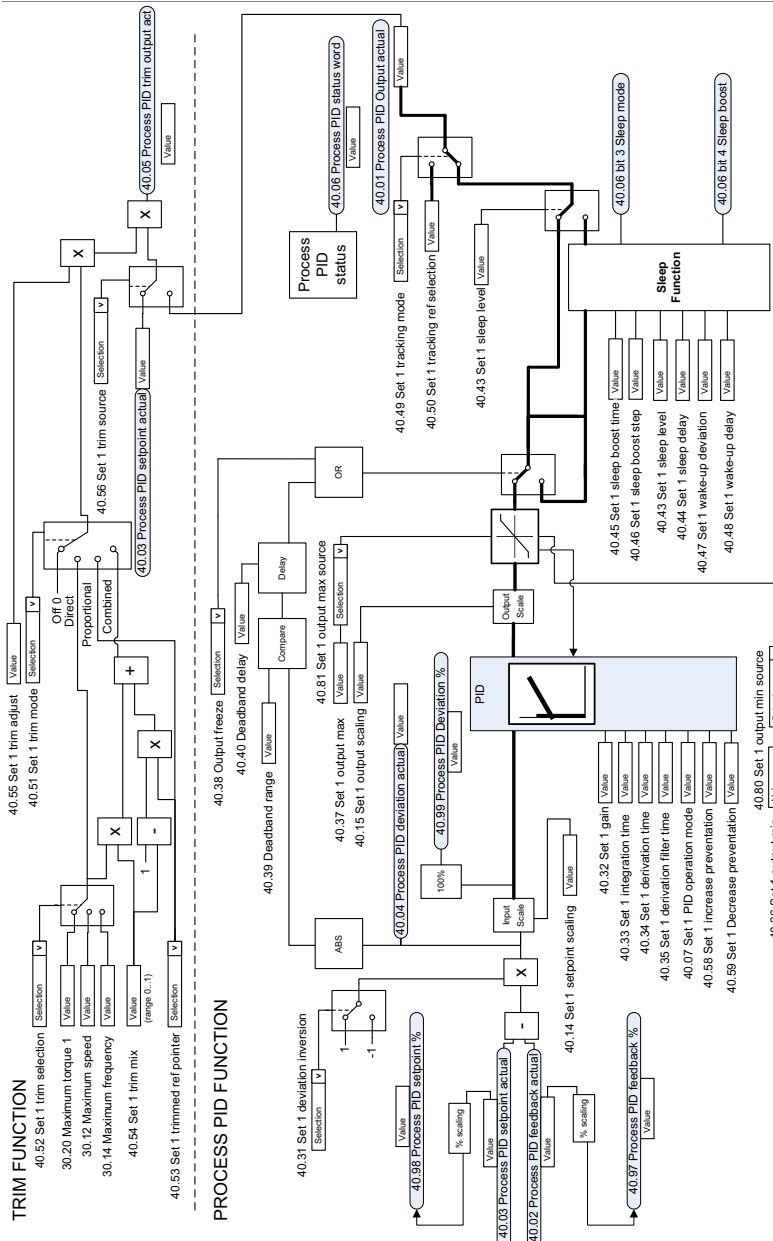 TRIM FUNCTION
40.55 Set 1 trim adjust Value
40.51 Set 1 trim mode Selection v
40.52 Set 1 trim selection Selection v
30.20 Maximum torque 1 Value
30.12 Maximum speed Value
30.14 Maximum frequency Value
40.54 Set 1 trim mix Value
(range 0...1)
40.53 Set 1 trimmed ref pointer Selection v
1
-
X
X
+
Off 0
Direct
Proportional
Combined
40.56 Set 1 trim source Selection v
40.03 Process PID setpoint actual Value
X
X
40.05 Process PID trim output act
Value
PROCESS PID FUNCTION
40.38 Output freeze Selection v
40.40 Deadband delay Value
40.39 Deadband range Value
Compare
Delay
OR
40.31 Set 1 deviation inversion
Selection v
1
-1
ABS
40.81 Set 1 output max source
40.37 Set 1 output max Value Selection v
40.15 Set 1 output scaling Value
40.04 Process PID deviation actual Value
40.99 Process PID Deviation %
Value
100%
40.98 Process PID setpoint %
Value
% scaling
Value
40.03 Process PID setpoint actual
40.02 Process PID feedback actual
Value
% scaling
40.97 Process PID feedback %
Value
-
X
Input Scale
40.14 Set 1 setpoint scaling Value
PID
Output Scale
40.32 Set 1 gain Value
40.33 Set 1 integration time Value
40.34 Set 1 derivation time Value
40.35 Set 1 derivation filter time Value
40.07 Set 1 PID operation mode Value
40.58 Set 1 increase preventation Value
40.59 Set 1 Decrease preventation Value
40.80 Set 1 output min source
Process PID status
40.06 Process PID status word
Value
40.49 Set 1 tracking mode Selection v
40.50 Set 1 tracking ref selection Value
40.01 Process PID Output actual
Value
40.43 Set 1 sleep level Value
40.45 Set 1 sleep boost time Value
40.46 Set 1 sleep boost step Value
40.43 Set 1 sleep level Value
40.44 Set 1 sleep delay Value
40.47 Set 1 wake-up deviation Value
40.48 Set 1 wake-up delay Value
Sleep Function
40.06 bit 3 Sleep mode
40.06 bit 4 Sleep boost